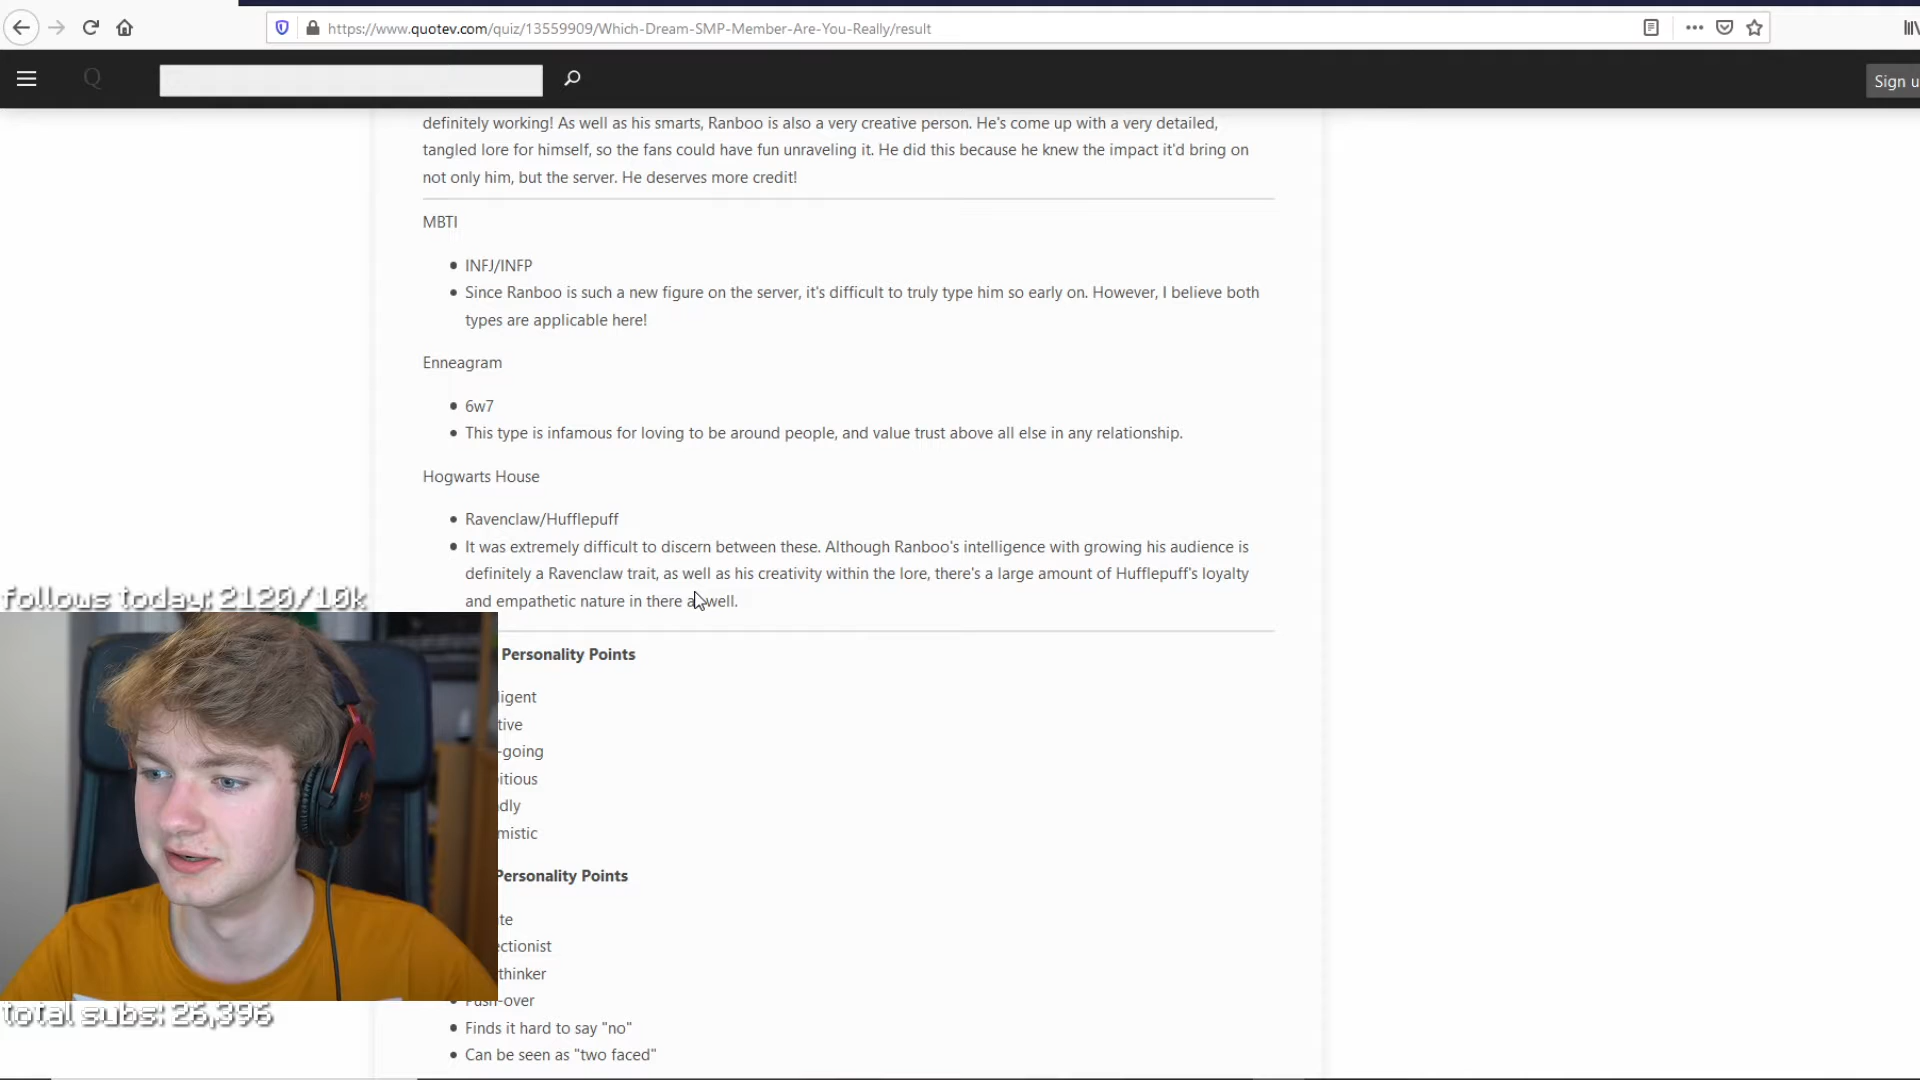 https://www.quotev.com/quiz/13559909/Which-Dream-SMP-Member-Are-You-Really/result
Q
Sign u
definitely working! As well as his smarts, Ranboo is also a very creative person. He's come up with a very detailed,
tangled lore for himself, so the fans could have fun unraveling it. He did this because he knew the impact it'd bring on
not only him, but the server. He deserves more credit!
MBTI
INFJ/INFP
Since Ranboo is such a new figure on the server, it's difficult to truly type him so early on. However, I believe both
types are applicable here!
Enneagram
6w7
This type is infamous for loving to be around people, and value trust above all else in any relationship.
Hogwarts House
Ravenclaw/Hufflepuff
It was extremely difficult to discern between these. Although Ranboo's intelligence with growing his audience is
definitely a Ravenclaw trait, as well as his creativity within the lore, there's a large amount of Hufflepuff's loyalty
and empathetic nature in there as well.
follows today: 2120/10k
Personality Points
ligent
tive
-going
itious
dly
mistic
Personality Points
te
ectionist
thinker
Push-over
total subs: 26,396
Finds it hard to say "no"
Can be seen as "two faced"